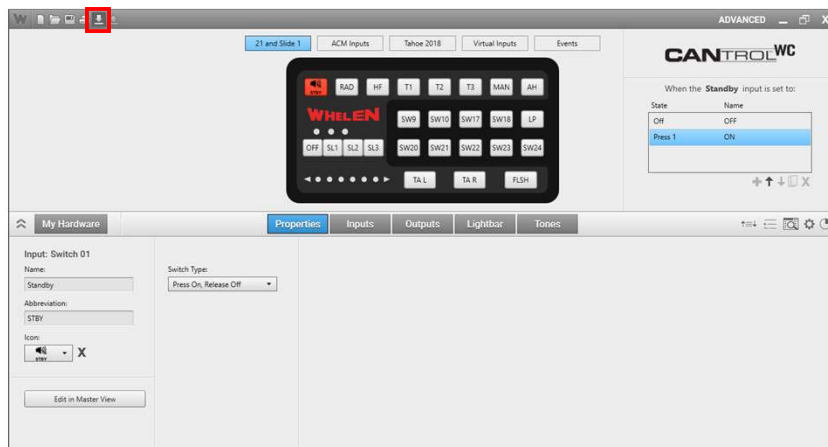 W
ADVANCED
X
21 and Slide 1
ACM Inputs
Tahoe 2018
Virtual Inputs
Events
CANTROL WC
STBY
RAD
HF
T1
T2
T3
MAN
AH
WHELEN
SW9
SW10
SW17
SW18
LP
OFF
SL1
SL2
SL3
SW20
SW21
SW22
SW23
SW24
TA L
TA R
FLSH
When the Standby input is set to:
State Name
Off OFF
Press 1 ON
X
My Hardware
Properties
Inputs
Outputs
Lightbar
Tones
Input: Switch 01
Name:
Standby
Abbreviation:
STBY
Icon:
STBY
X
Edit in Master View
Switch Type:
Press On, Release Off